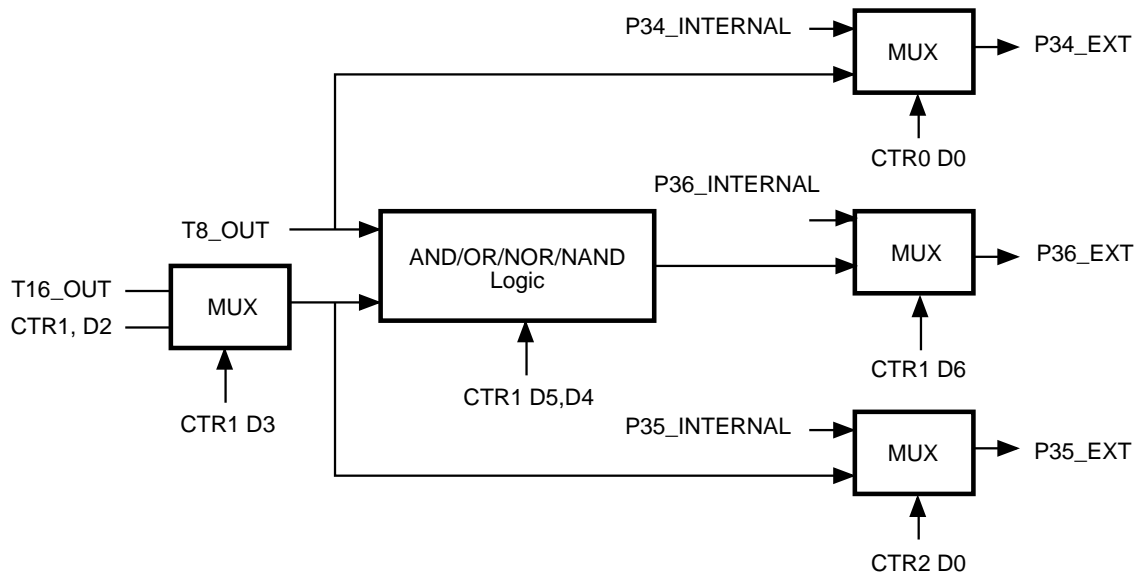 P34_INTERNAL
MUX
P34_EXT
CTR0 D0
P36_INTERNAL
T8_OUT
AND/OR/NOR/NAND
Logic
MUX
P36_EXT
T16_OUT
CTR1, D2
MUX
CTR1 D3
CTR1 D5,D4
CTR1 D6
P35_INTERNAL
MUX
P35_EXT
CTR2 D0